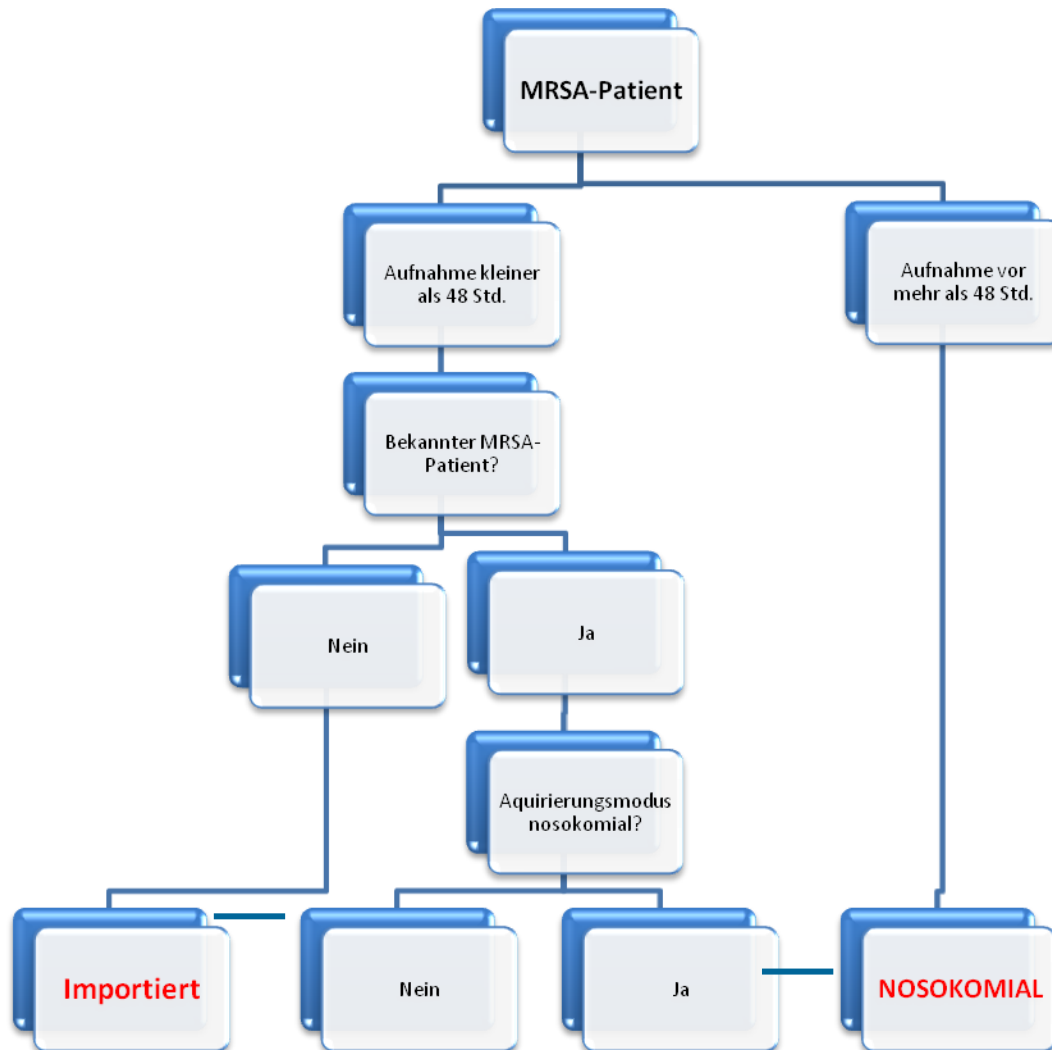 MRSA-Patient
Aufnahme kleiner
als 48 Std.
Aufnahme vor
mehr als 48 Std.
Bekannter MRSA-
Patient?
Nein
Ja
Aquirierungsmodus
nosokomial?
Importiert
Nein
Ja
NOSOKOMIAL